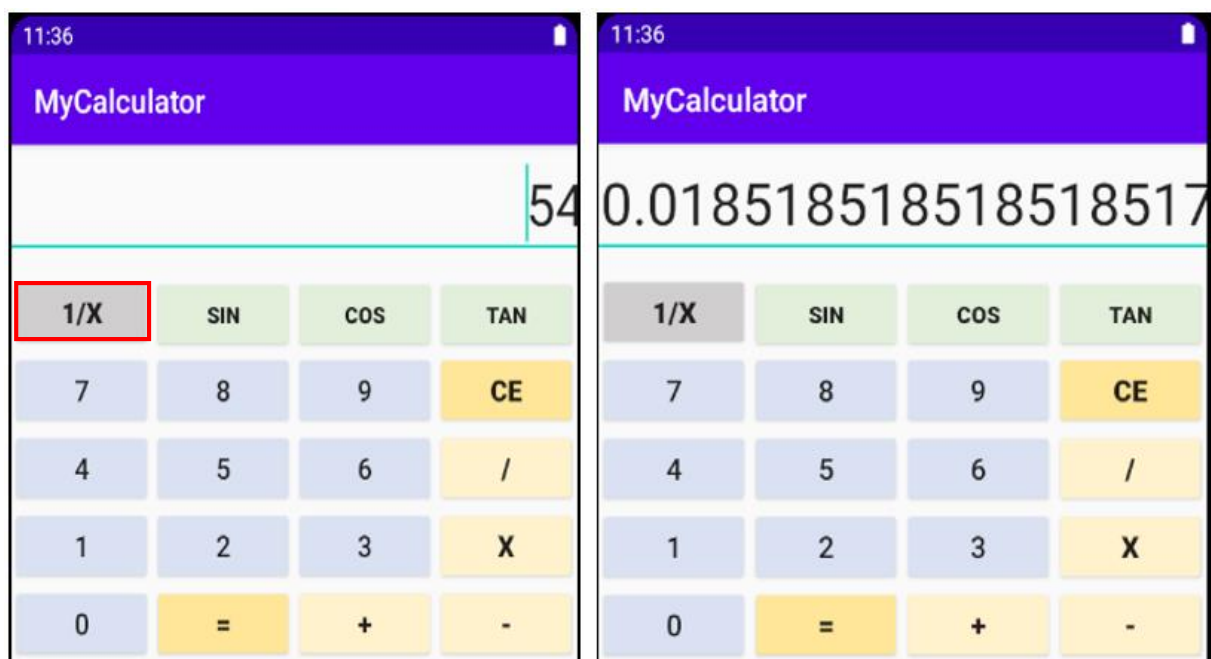 11:36
MyCalculator
54
1/X SIN COS TAN
7 8 9 CE
4 5 6 /
1 2 3 X
0 = + -
11:36
MyCalculator
0.018518518518518517
1/X SIN COS TAN
7 8 9 CE
4 5 6 /
1 2 3 X
0 = + -